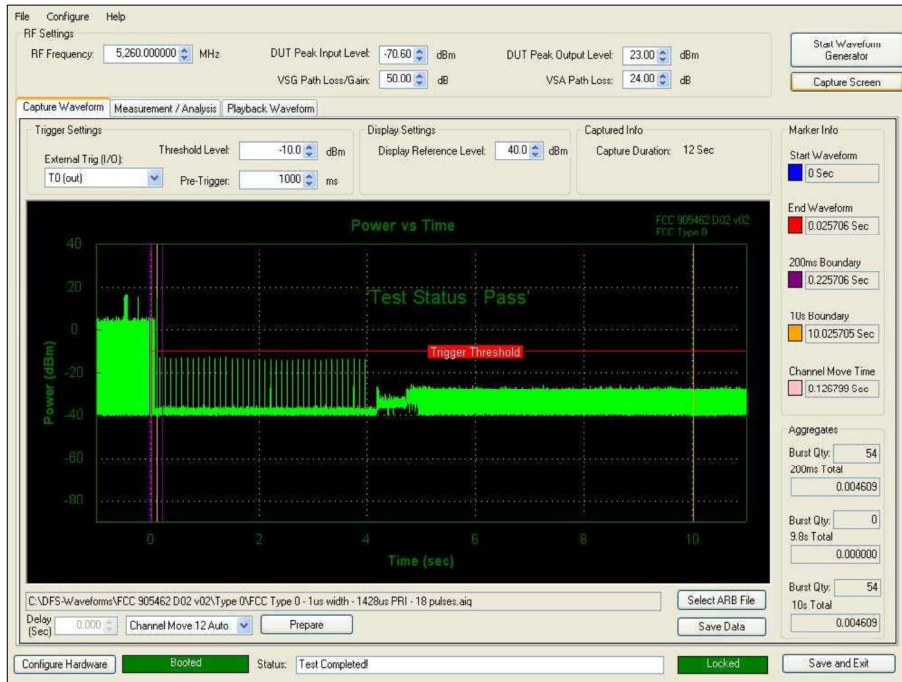 File Configure Help
RF Settings
RF Frequency: 5,260.000000 MHz
DUT Peak Input Level: -70.60 dBm
DUT Peak Output Level: 23.00 dBm
VSG Path Loss/Gain: 50.00 dB
VSA Path Loss: 24.00 dB
Start Waveform
Generator
Capture Screen
Capture Waveform Measurement / Analysis Playback Waveform
Trigger Settings
External Trig (I/O):
T0 (out)
Threshold Level: -10.0 dBm
Pre-Trigger: 1000 ms
Display Settings
Display Reference Level: 40.0 dBm
Captured Info
Capture Duration: 12 Sec
Power vs Time
FCC 905462 D02 v02
FCC Type 0
'Test Status : Pass'
Trigger Threshold
Power (dBm)
40
20
0
-20
-40
-60
-80
0 2 4 6 8 10
Time (sec)
Marker Info
Start Waveform
0 Sec
End Waveform
0.025706 Sec
200ms Boundary
0.225706 Sec
10s Boundary
10.025705 Sec
Channel Move Time
0.126799 Sec
Aggregates
Burst Qty: 54
200ms Total
0.004609
Burst Qty: 0
9.8s Total
0.000000
Burst Qty: 54
10s Total
0.004609
C:\DFS-Waveforms\FCC 905462 D02 v02\Type 0\FCC Type 0 - 1us width - 1428us PRI - 18 pulses.aiq
Select ARB File
Delay
(Sec) 0.000 Channel Move 12 Auto Prepare
Save Data
Configure Hardware Booted Status: Test Completed! Locked Save and Exit